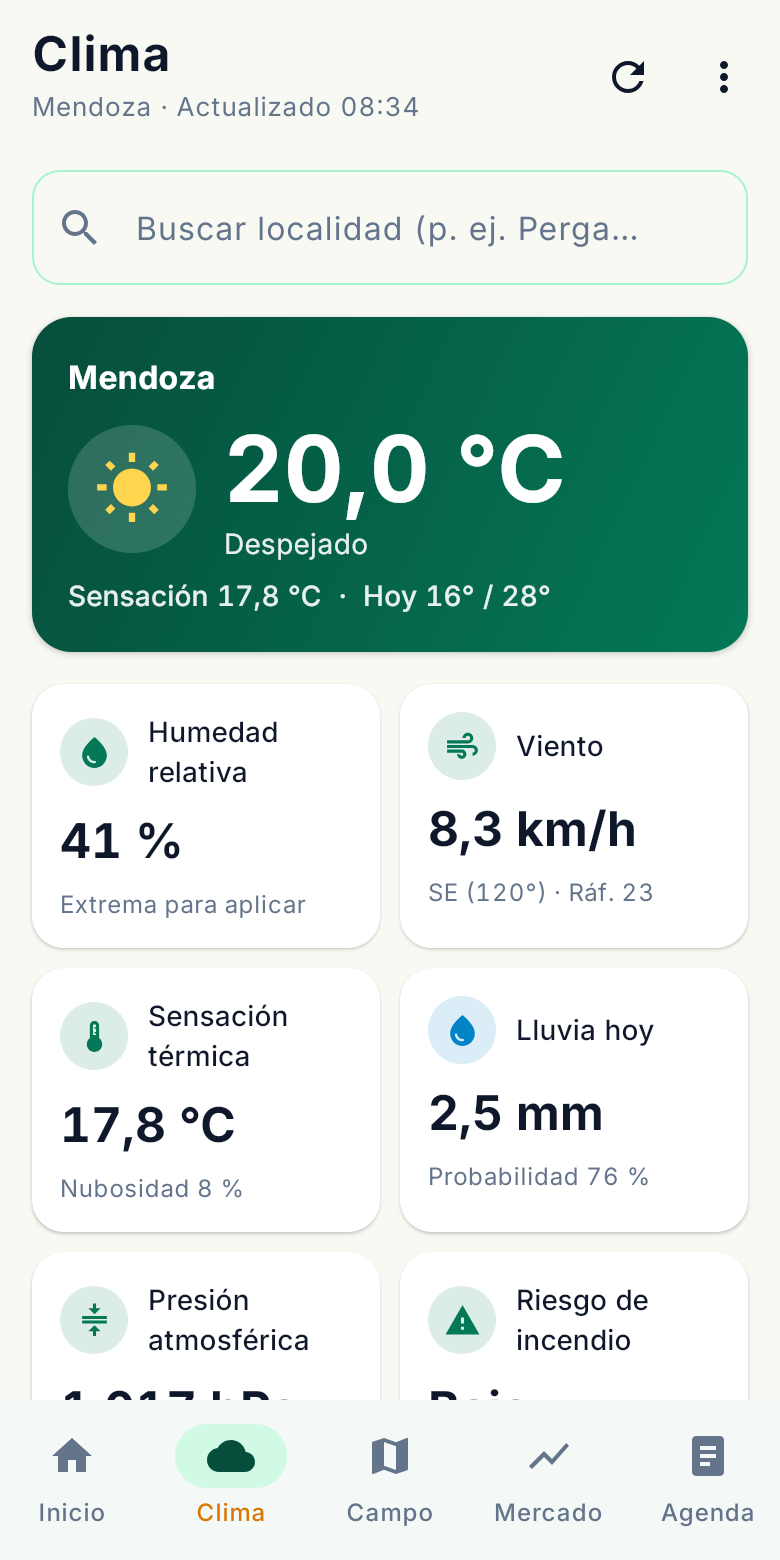 Clima
Mendoza · Actualizado 08:34
Buscar localidad (p. ej. Perga...
Mendoza
20,0 °C
Despejado
Sensación 17,8 °C · Hoy 16° / 28°
Humedad
relativa
41 %
Extrema para aplicar
Viento
8,3 km/h
SE (120°) · Ráf. 23
Sensación
térmica
17,8 °C
Nubosidad 8 %
Lluvia hoy
2,5 mm
Probabilidad 76 %
Presión
atmosférica
Riesgo de
incendio
Inicio
Clima
Campo
Mercado
Agenda